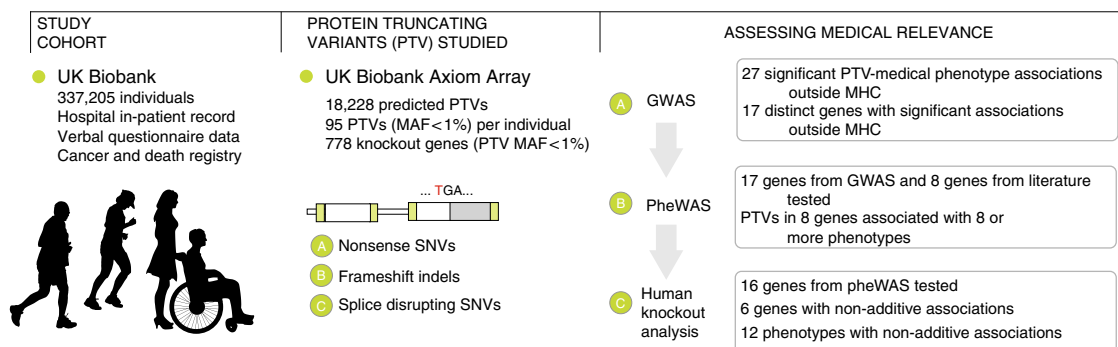 STUDY
COHORT
UK Biobank
337,205 individuals
Hospital in-patient record
Verbal questionnaire data
Cancer and death registry
PROTEIN TRUNCATING
VARIANTS (PTV) STUDIED
UK Biobank Axiom Array
18,228 predicted PTVs
95 PTVs (MAF<1%) per individual
778 knockout genes (PTV MAF<1%)
... TGA...
A Nonsense SNVs
B Frameshift indels
C Splice disrupting SNVs
ASSESSING MEDICAL RELEVANCE
A GWAS
27 significant PTV-medical phenotype associations
outside MHC
17 distinct genes with significant associations
outside MHC
B PheWAS
17 genes from GWAS and 8 genes from literature
tested
PTVs in 8 genes associated with 8 or
more phenotypes
C Human
knockout
analysis
16 genes from pheWAS tested
6 genes with non-additive associations
12 phenotypes with non-additive associations